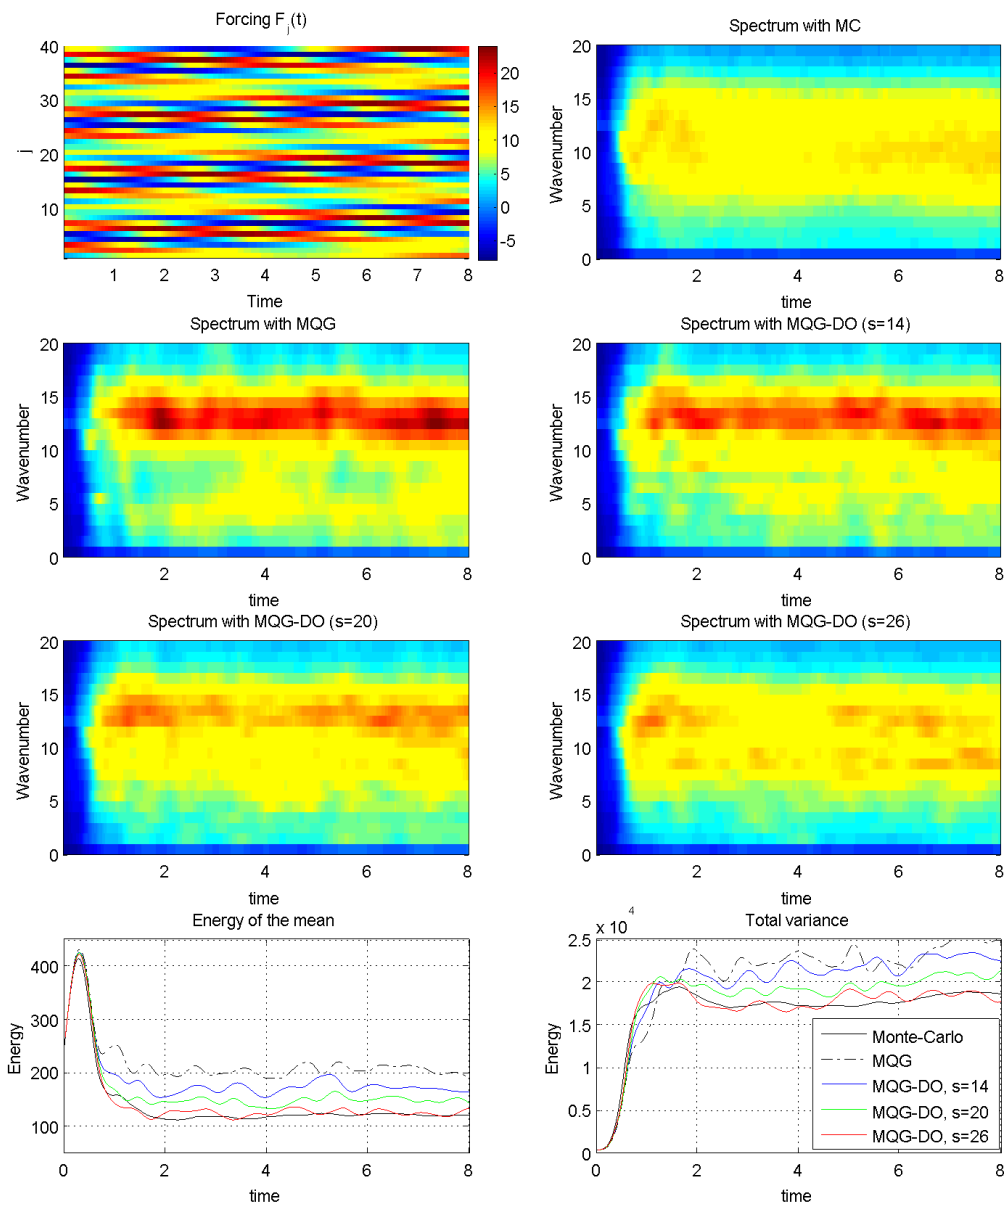 Forcing F_j(t)
40
30
20
10
j
1 2 3 4 5 6 7 8
Time
20
15
10
5
0
−5
Spectrum with MC
20
15
10
5
0
Wavenumber
2 4 6 8
time
Spectrum with MQG
20
15
10
5
0
Wavenumber
2 4 6 8
time
Spectrum with MQG-DO (s=14)
20
15
10
5
0
Wavenumber
2 4 6 8
time
Spectrum with MQG-DO (s=20)
20
15
10
5
0
Wavenumber
2 4 6 8
time
Spectrum with MQG-DO (s=26)
20
15
10
5
0
Wavenumber
2 4 6 8
time
Energy of the mean
400
300
200
100
Energy
0 2 4 6 8
time
x 10^4
Total variance
2.5
2
1.5
1
0.5
0
Energy
0 2 4 6 8
time
Monte-Carlo
MQG
MQG-DO, s=14
MQG-DO, s=20
MQG-DO, s=26